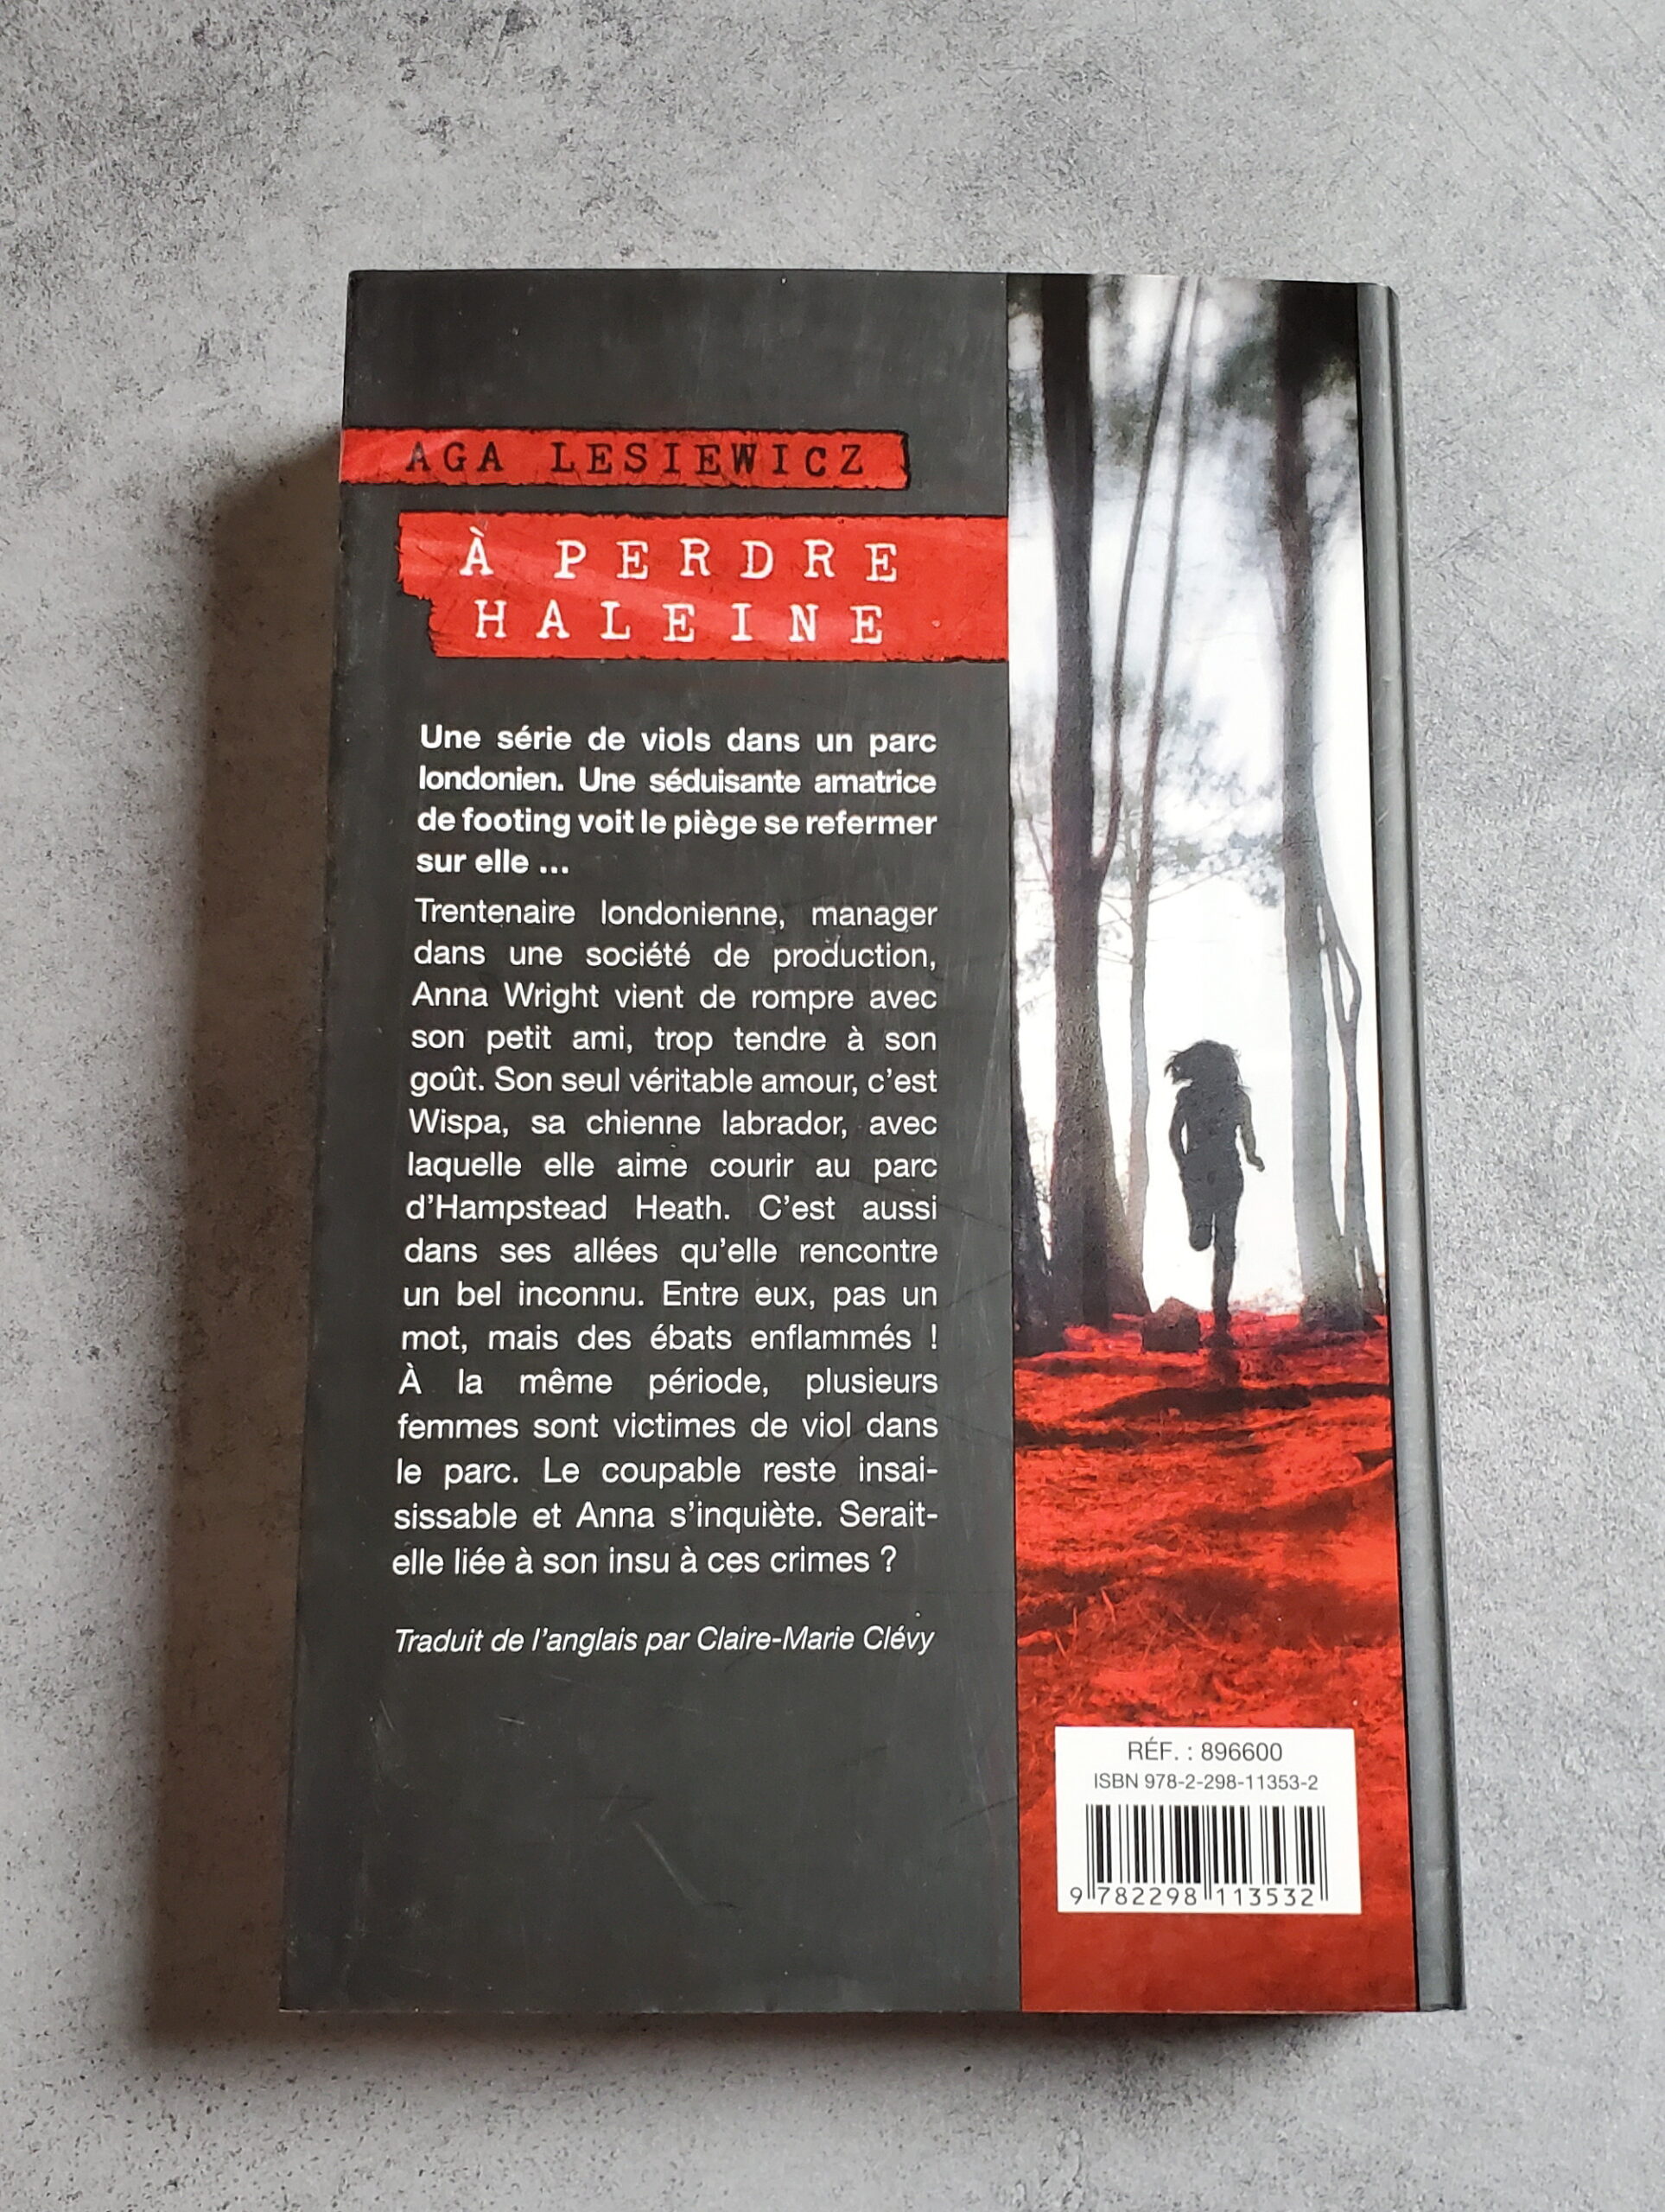 AGA LESIEWICZ
À PERDRE
HALEINE
Une série de viols dans un parc
londonien. Une séduisante amatrice
de footing voit le piège se refermer
sur elle ...
Trentenaire londonienne, manager
dans une société de production,
Anna Wright vient de rompre avec
son petit ami, trop tendre à son
goût. Son seul véritable amour, c’est
Wispa, sa chienne labrador, avec
laquelle elle aime courir au parc
d’Hampstead Heath. C’est aussi
dans ses allées qu’elle rencontre
un bel inconnu. Entre eux, pas un
mot, mais des ébats enflammés !
À la même période, plusieurs
femmes sont victimes de viol dans
le parc. Le coupable reste insai-
sissable et Anna s’inquiète. Serait-
elle liée à son insu à ces crimes ?
Traduit de l’anglais par Claire-Marie Clévy
RÉF. : 896600
ISBN 978-2-298-11353-2
9 782298 113532